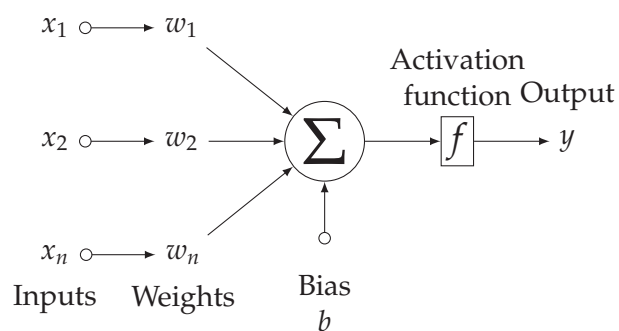 x₁ w₁
Activation
function Output
x₂ w₂ Σ f y
xₙ wₙ
Inputs Weights Bias
b